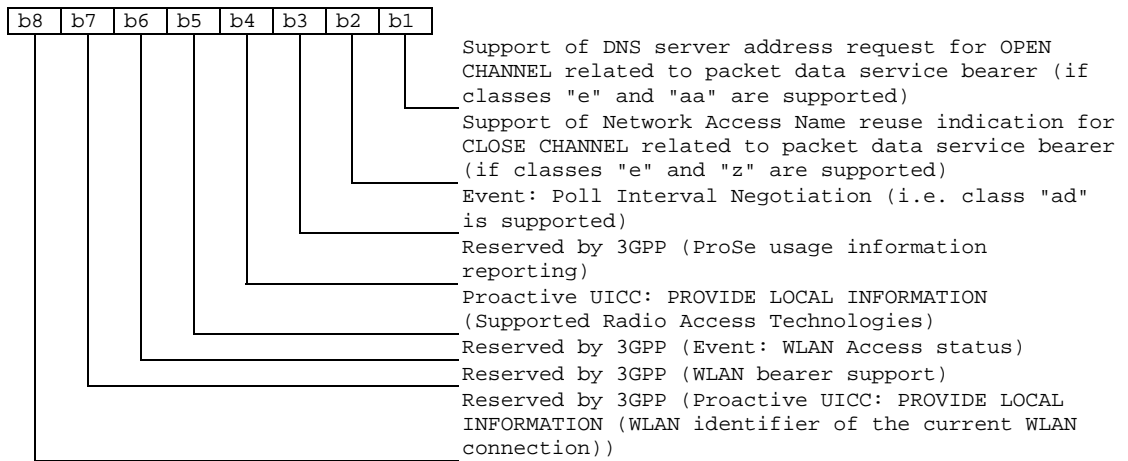 b8 b7 b6 b5 b4 b3 b2 b1
Support of DNS server address request for OPEN
CHANNEL related to packet data service bearer (if
classes "e" and "aa" are supported)
Support of Network Access Name reuse indication for
CLOSE CHANNEL related to packet data service bearer
(if classes "e" and "z" are supported)
Event: Poll Interval Negotiation (i.e. class "ad"
is supported)
Reserved by 3GPP (ProSe usage information
reporting)
Proactive UICC: PROVIDE LOCAL INFORMATION
(Supported Radio Access Technologies)
Reserved by 3GPP (Event: WLAN Access status)
Reserved by 3GPP (WLAN bearer support)
Reserved by 3GPP (Proactive UICC: PROVIDE LOCAL
INFORMATION (WLAN identifier of the current WLAN
connection))